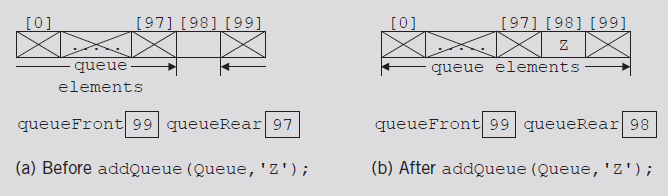 [0] [97] [98] [99]
.....
queue
elements
queueFront 99 queueRear 97
(a) Before addQueue(Queue,'Z');
[0] [97] [98] [99]
..... Z
queue elements
queueFront 99 queueRear 98
(b) After addQueue(Queue,'Z');